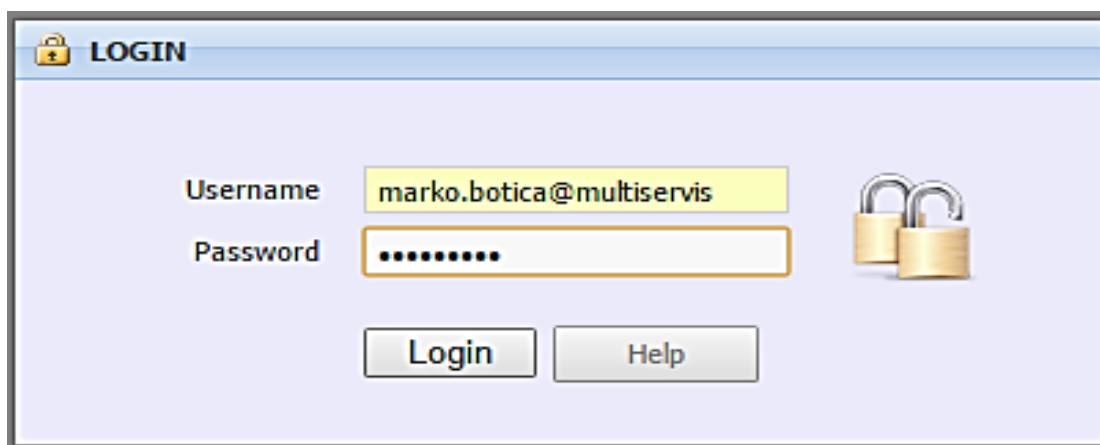 LOGIN
Username marko.botica@multiservis
Password •••••••••
Login Help